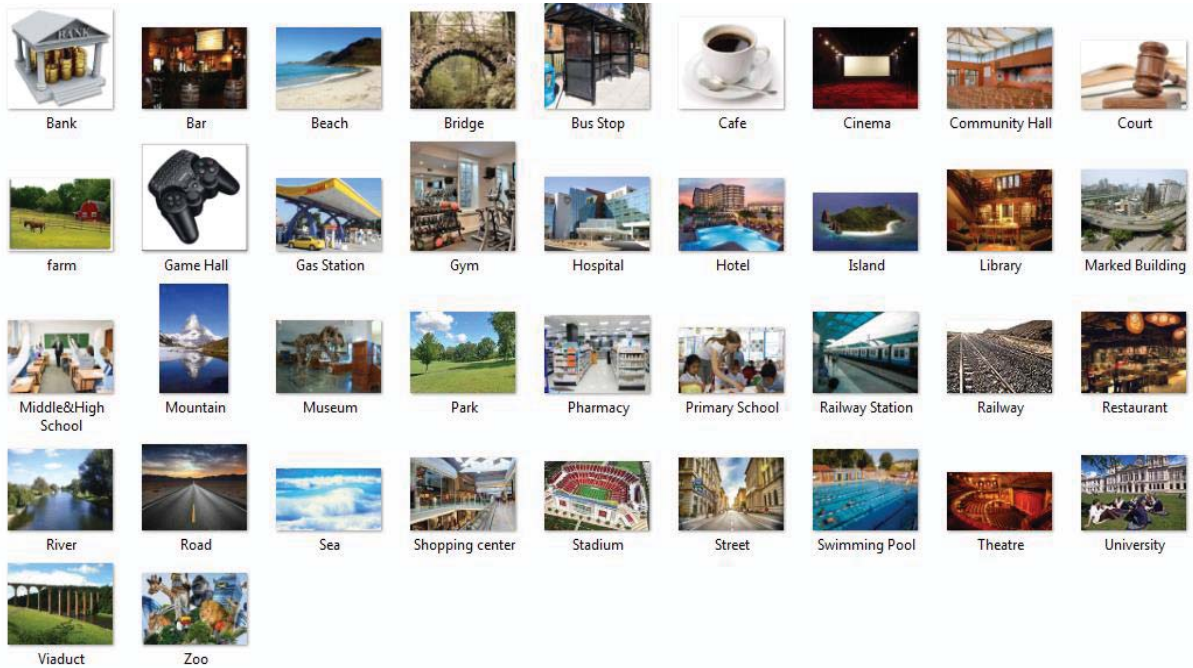 BANK
Bank
Bar
Beach
Bridge
Bus Stop
Cafe
Cinema
Community Hall
Court
farm
Game Hall
Gas Station
Gym
Hospital
Hotel
Island
Library
Marked Building
Middle&High
School
Mountain
Museum
Park
Pharmacy
Primary School
Railway Station
Railway
Restaurant
River
Road
Sea
Shopping center
Stadium
Street
Swimming Pool
Theatre
University
Viaduct
Zoo